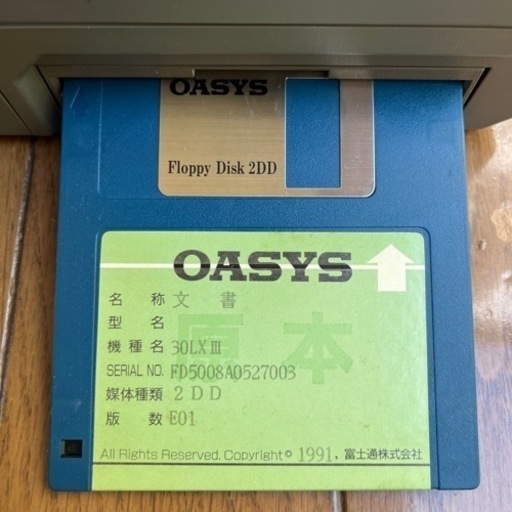 OASYS
Floppy Disk 2DD
OASYS
名 称 文 書
型 名
原本
機 種 名 30LXⅢ
SERIAL NO. FD5008A0527003
媒体種類 2DD
版 数 E01
All Rights Reserved. Copyright© 1991, 富士通株式会社